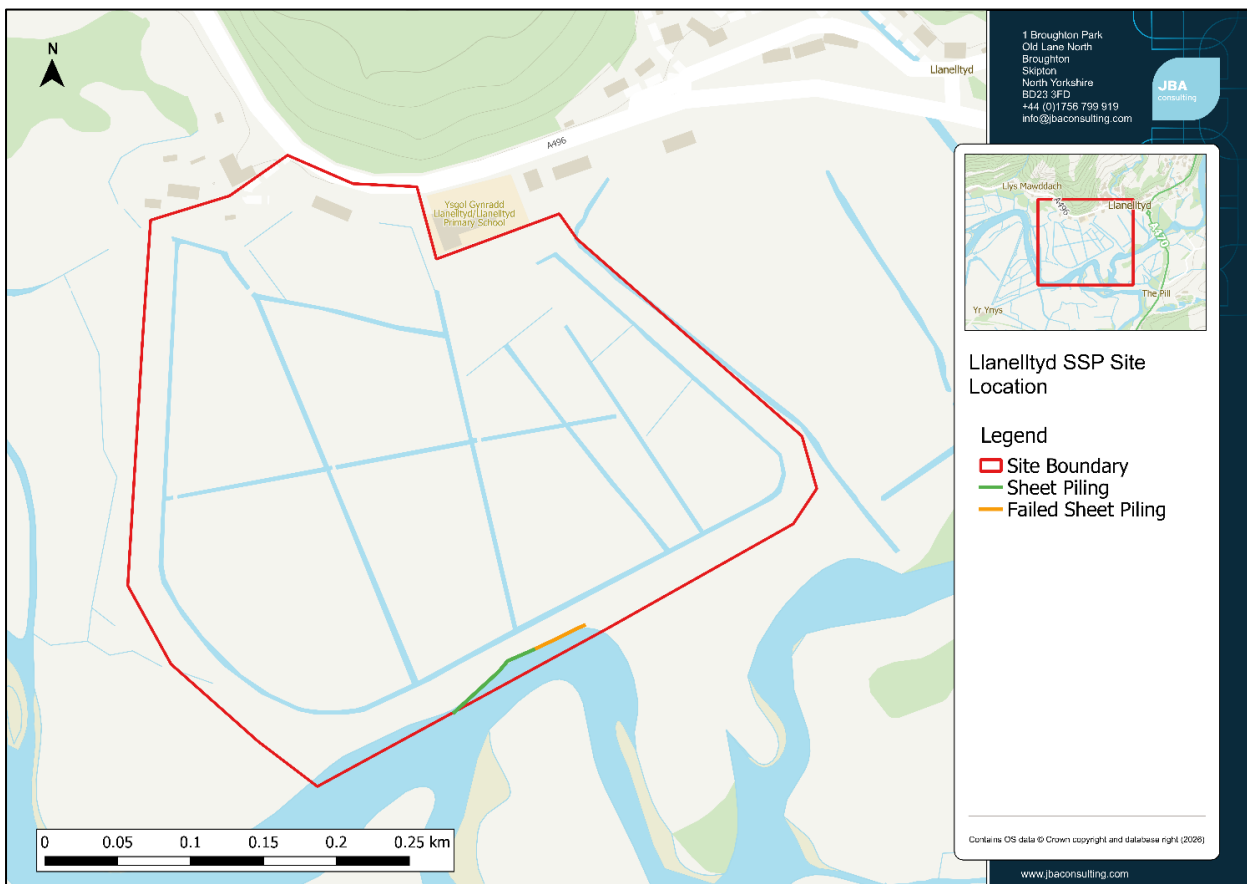 N
Llanelltyd
A496
Ysgol Gynradd
Llanelltyd/Llanelltyd
Primary School
0 0.05 0.1 0.15 0.2 0.25 km
1 Broughton Park
Old Lane North
Broughton
Skipton
North Yorkshire
BD23 3FD
+44 (0)1756 799 919
info@jbaconsulting.com
JBA
consulting
Llys Mawddach
A496
Llanelltyd
A470
The Pill
Yr Ynys
Llanelltyd SSP Site
Location
Legend
Site Boundary
Sheet Piling
Failed Sheet Piling
Contains OS data © Crown copyright and database right (2026)
www.jbaconsulting.com